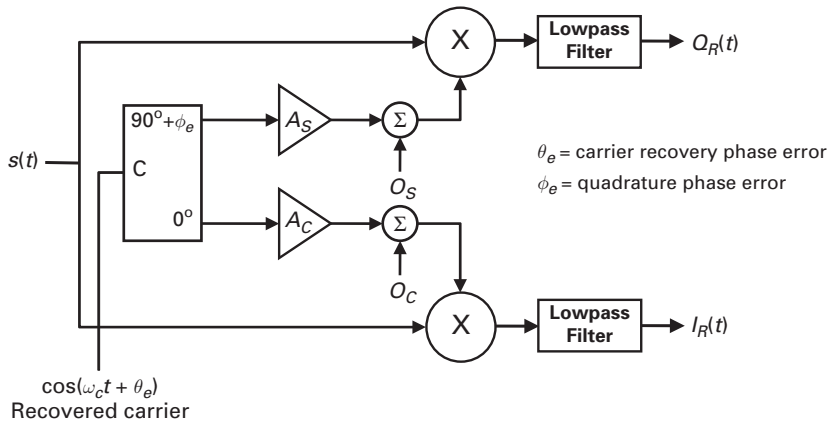 X
Lowpass
Filter
Q_R(t)
90° + ϕ_e
A_S
Σ
s(t)
C
O_S
θ_e = carrier recovery phase error
ϕ_e = quadrature phase error
0°
A_C
Σ
O_C
X
Lowpass
Filter
I_R(t)
cos(ω_c t + θ_e)
Recovered carrier